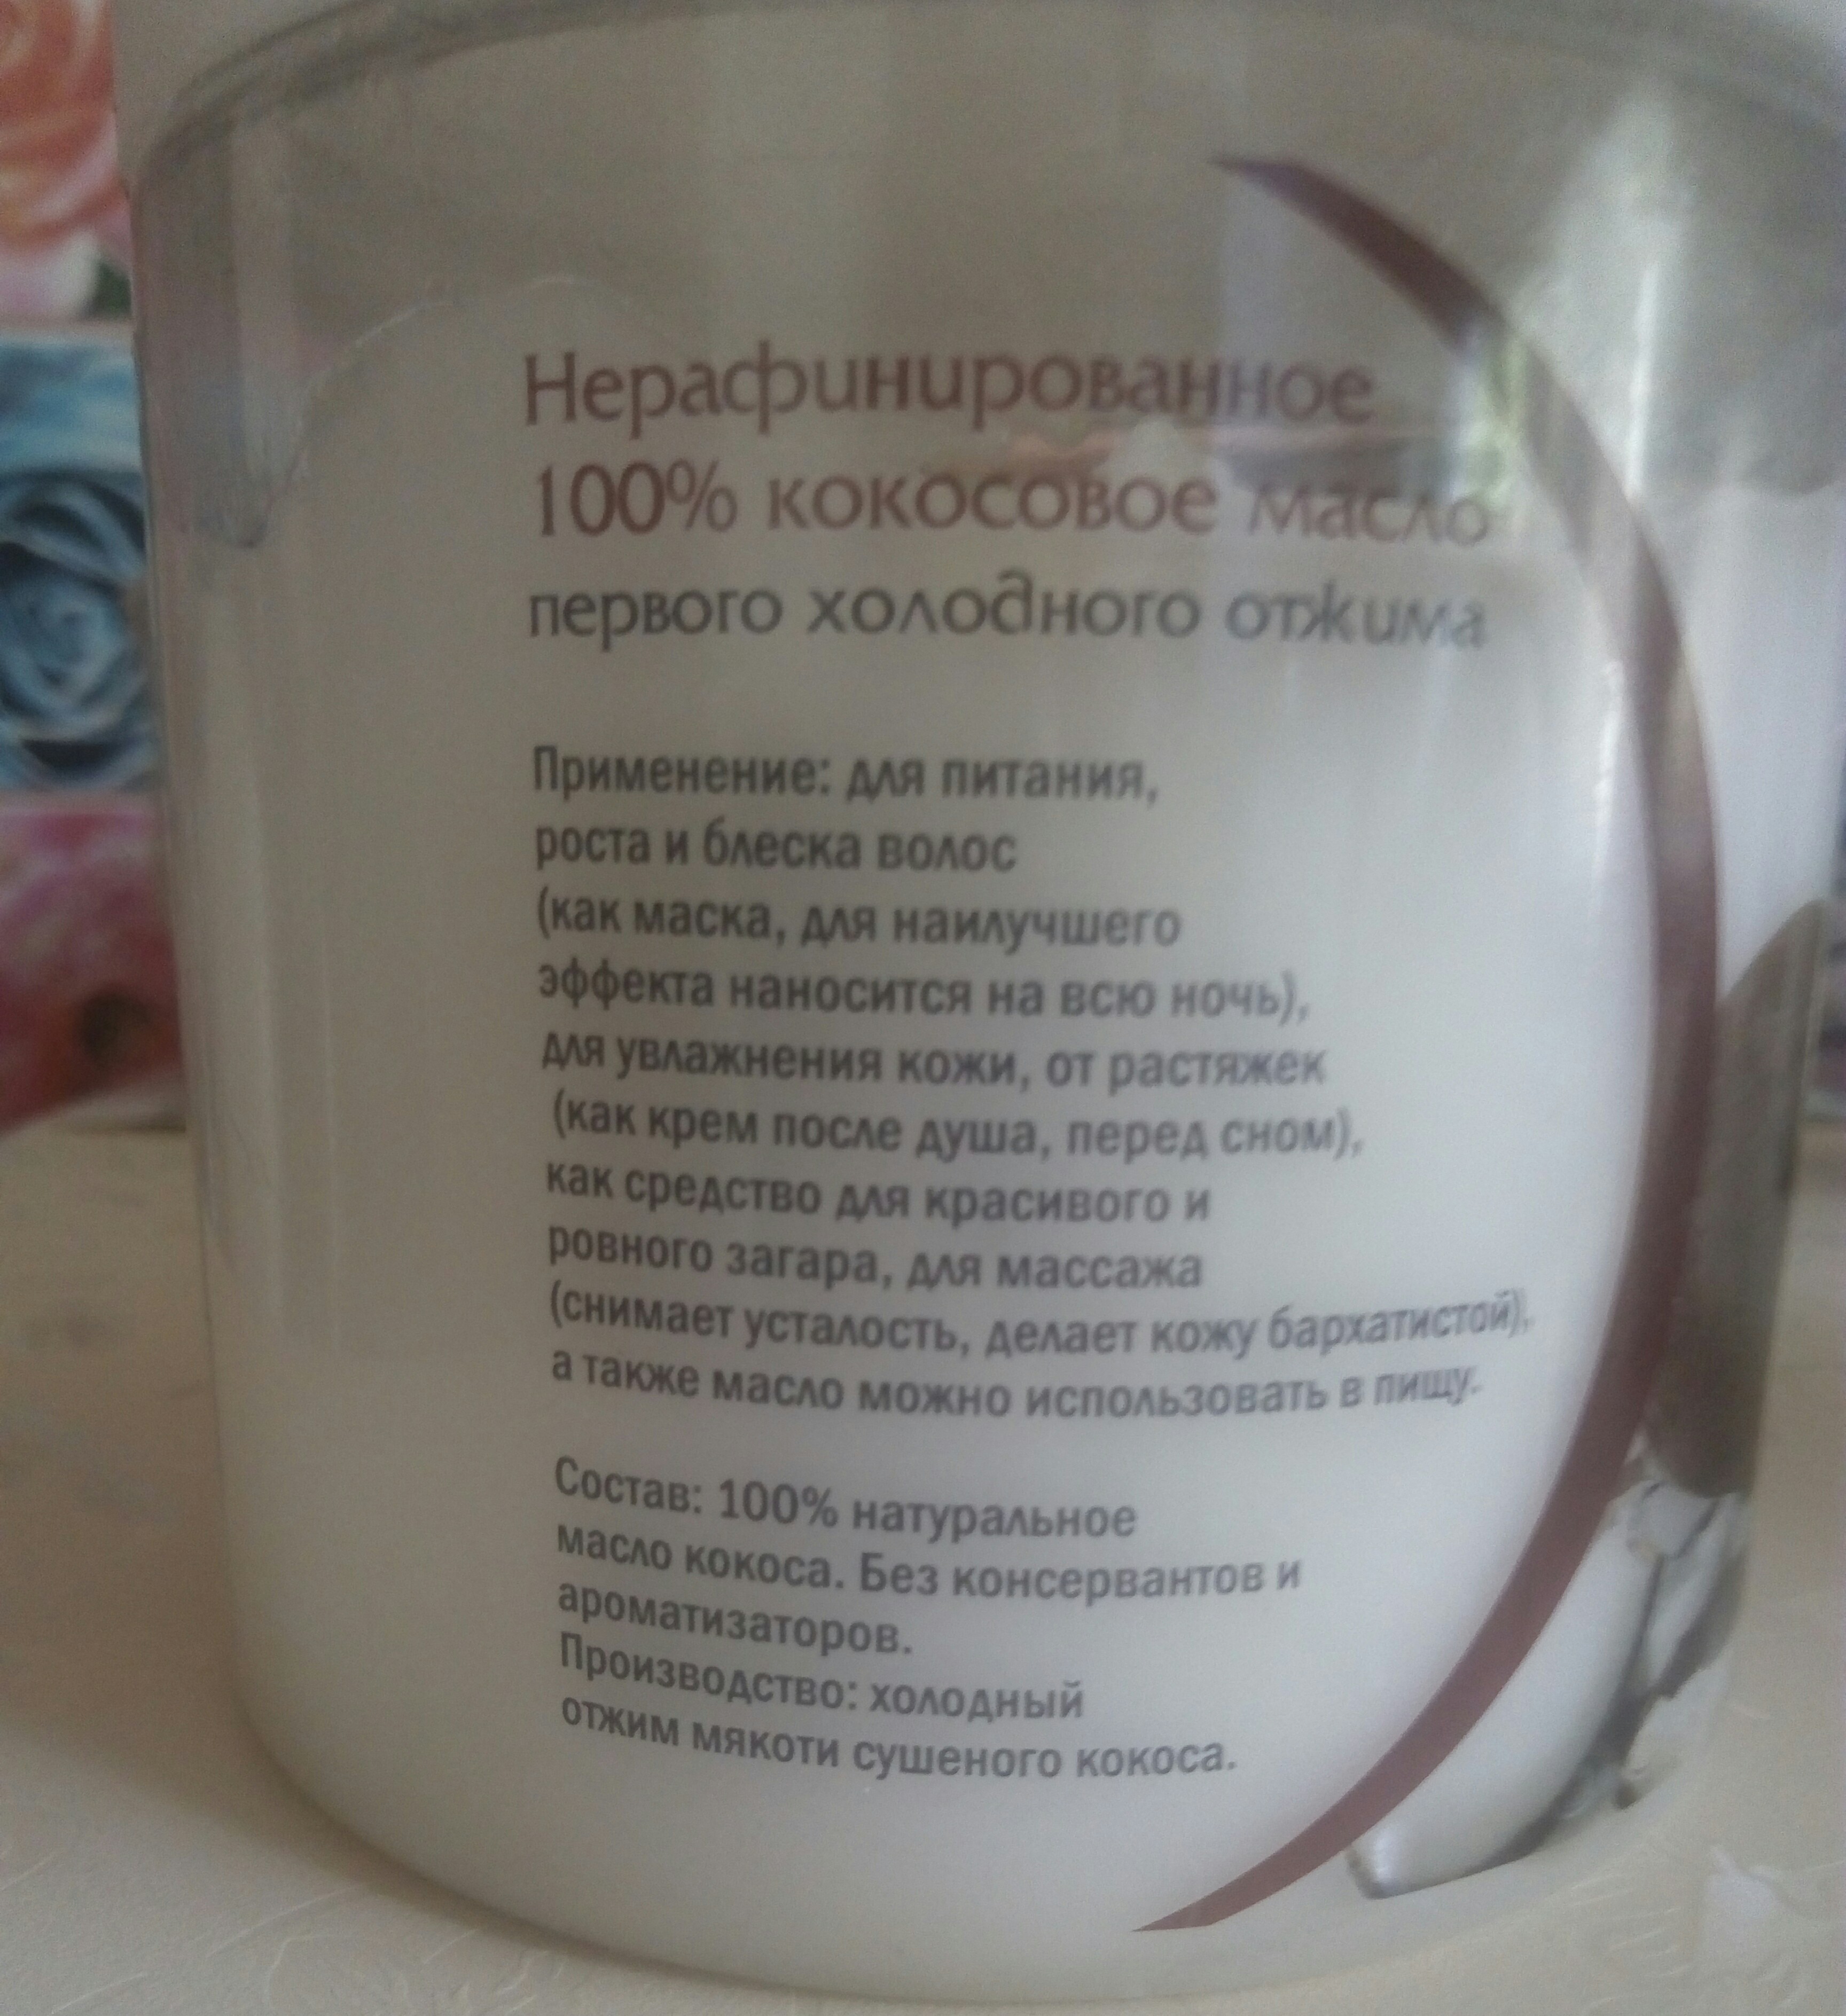 Нерафинированное
100% кокосовое масло
первого холодного отжима
Применение: для питания,
роста и блеска волос
(как маска, для наилучшего
эффекта наносится на всю ночь),
для увлажнения кожи, от растяжек
(как крем после душа, перед сном),
как средство для красивого и
ровного загара, для массажа
(снимает усталость, делает кожу бархатистой),
а также масло можно использовать в пищу.
Состав: 100% натуральное
масло кокоса. Без консервантов и
ароматизаторов.
Производство: холодный
отжим мякоти сушеного кокоса.